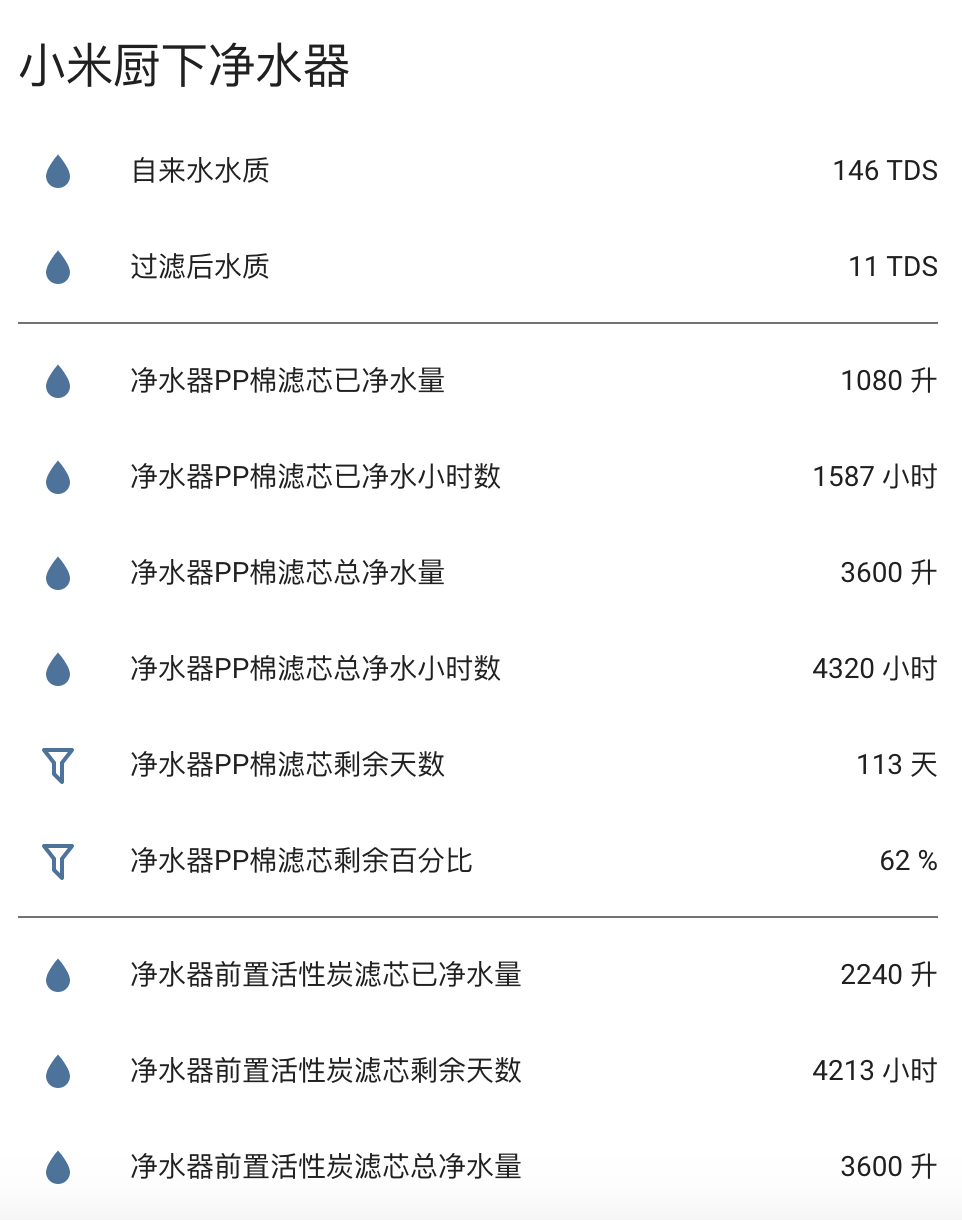 小米厨下净水器
自来水水质 146 TDS
过滤后水质 11 TDS
净水器PP棉滤芯已净水量 1080 升
净水器PP棉滤芯已净水小时数 1587 小时
净水器PP棉滤芯总净水量 3600 升
净水器PP棉滤芯总净水小时数 4320 小时
净水器PP棉滤芯剩余天数 113 天
净水器PP棉滤芯剩余百分比 62 %
净水器前置活性炭滤芯已净水量 2240 升
净水器前置活性炭滤芯剩余天数 4213 小时
净水器前置活性炭滤芯总净水量 3600 升